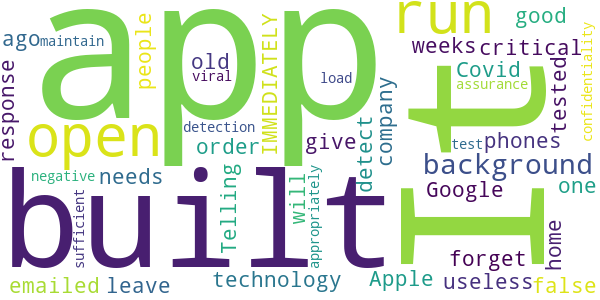 app
built
I
t
run
open
background
IMMEDIATELY
people
ago
maintain
response
old
viral
load
detection
order
give
detect
company
weeks
critical
good
Covid
assurance
tested
confidentiality
test
phones
Google
one
forget
home
useless
false
Apple
technology
will
appropriately
Telling
needs
negative
sufficient
emailed
leave